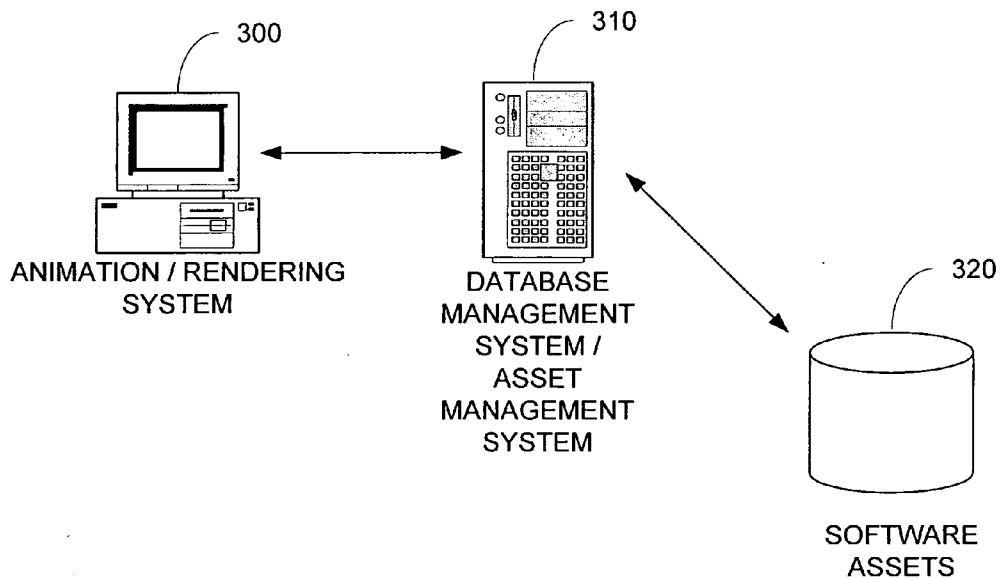 300
310
ANIMATION / RENDERING
SYSTEM
DATABASE
MANAGEMENT
SYSTEM /
ASSET
MANAGEMENT
SYSTEM
320
SOFTWARE
ASSETS